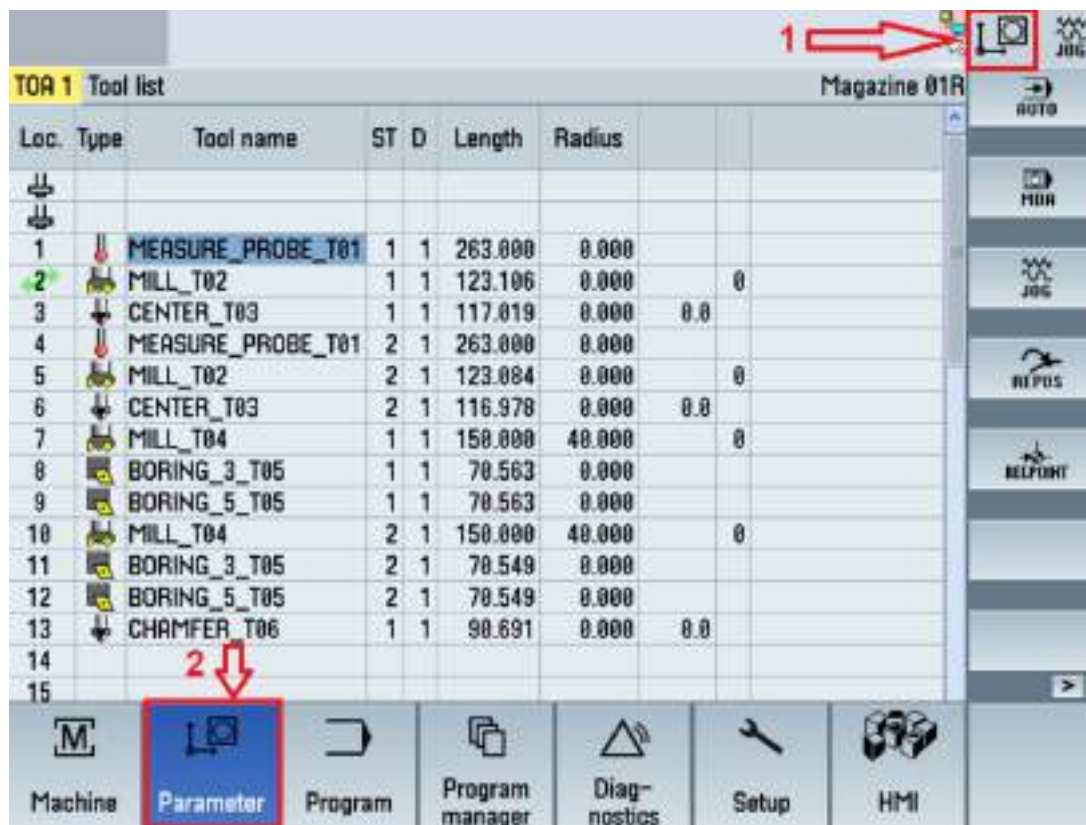 1
JOG
TOA 1 Tool list Magazine 01R
AUTO
Loc. Type Tool name ST D Length Radius
MDA
1 MEASURE_PROBE_T01 1 1 263.000 0.000
2 MILL_T02 1 1 123.106 0.000 0
JOG
3 CENTER_T03 1 1 117.019 0.000 0.0
4 MEASURE_PROBE_T01 2 1 263.000 0.000
5 MILL_T02 2 1 123.084 0.000 0
REPOS
6 CENTER_T03 2 1 116.978 0.000 0.0
7 MILL_T04 1 1 150.000 40.000 0
8 BORING_3_T05 1 1 70.563 0.000
REFPOINT
9 BORING_5_T05 1 1 70.563 0.000
10 MILL_T04 2 1 150.000 40.000 0
11 BORING_3_T05 2 1 70.549 0.000
12 BORING_5_T05 2 1 70.549 0.000
13 CHAMFER_T06 1 1 90.691 0.000 0.0
14
2
15
>
M
Machine Parameter Program Program manager Diag-nostics Setup HMI